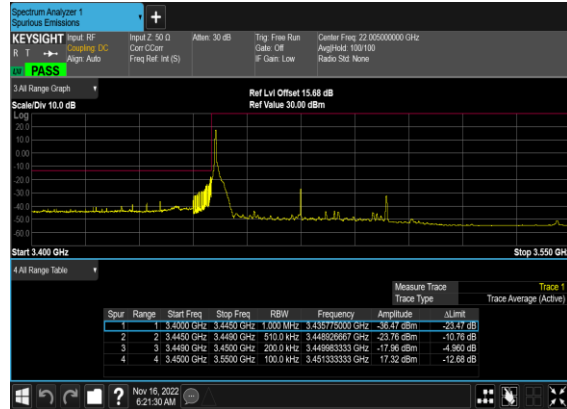 Spectrum Analyzer 1
Spurious Emissions
KEYSIGHT Input: RF Input Z: 50 Ω Atten: 30 dB Trig: Free Run Center Freq: 22.005000000 GHz
R T Coupling: DC Corr CCorr Gate: Off Avg|Hold: 100/100
Align: Auto Freq Ref: Int (S) IF Gain: Low Radio Std: None
PASS
3 All Range Graph Ref Lvl Offset 15.68 dB
Scale/Div 10.0 dB Ref Value 30.00 dBm
Log
20.0
10.0
0.00
-10.0
-20.0
-30.0
-40.0
-50.0
-60.0
Start 3.400 GHz Stop 3.550 GH
4 All Range Table
Measure Trace Trace 1
Trace Type Trace Average (Active)
Spur Range Start Freq Stop Freq RBW Frequency Amplitude ΔLimit
1 1 3.4000 GHz 3.4450 GHz 1.000 MHz 3.435775000 GHz -36.47 dBm -23.47 dB
2 2 3.4450 GHz 3.4490 GHz 510.0 kHz 3.448926667 GHz -23.76 dBm -10.76 dB
3 3 3.4490 GHz 3.4500 GHz 200.0 kHz 3.449983333 GHz -17.96 dBm -4.960 dB
4 4 3.4500 GHz 3.5500 GHz 100.0 kHz 3.451333333 GHz 17.32 dBm -12.68 dB
? Nov 16, 2022
6:21:30 AM